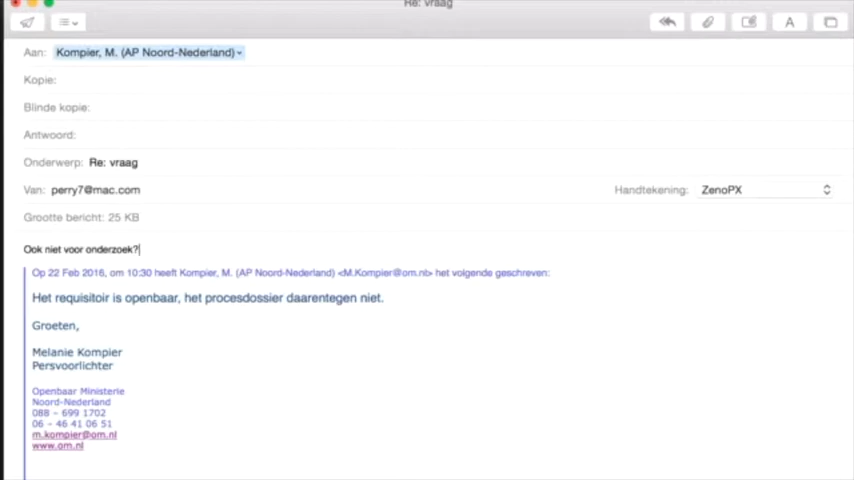 Re: vraag
Aan: Kompier, M. (AP Noord-Nederland)
Kopie:
Blinde kopie:
Antwoord:
Onderwerp: Re: vraag
Van: perry7@mac.com Handtekening: ZenoPX
Grootte bericht: 25 KB
Ook niet voor onderzoek?
Op 22 Feb 2016, om 10:30 heeft Kompier, M. (AP Noord-Nederland) <M.Kompier@om.nl> het volgende geschreven:
Het requisitoir is openbaar, het procesdossier daarentegen niet.
Groeten,
Melanie Kompier
Persvoorlichter
Openbaar Ministerie
Noord-Nederland
088 - 699 1702
06 - 46 41 06 51
m.kompier@om.nl
www.om.nl